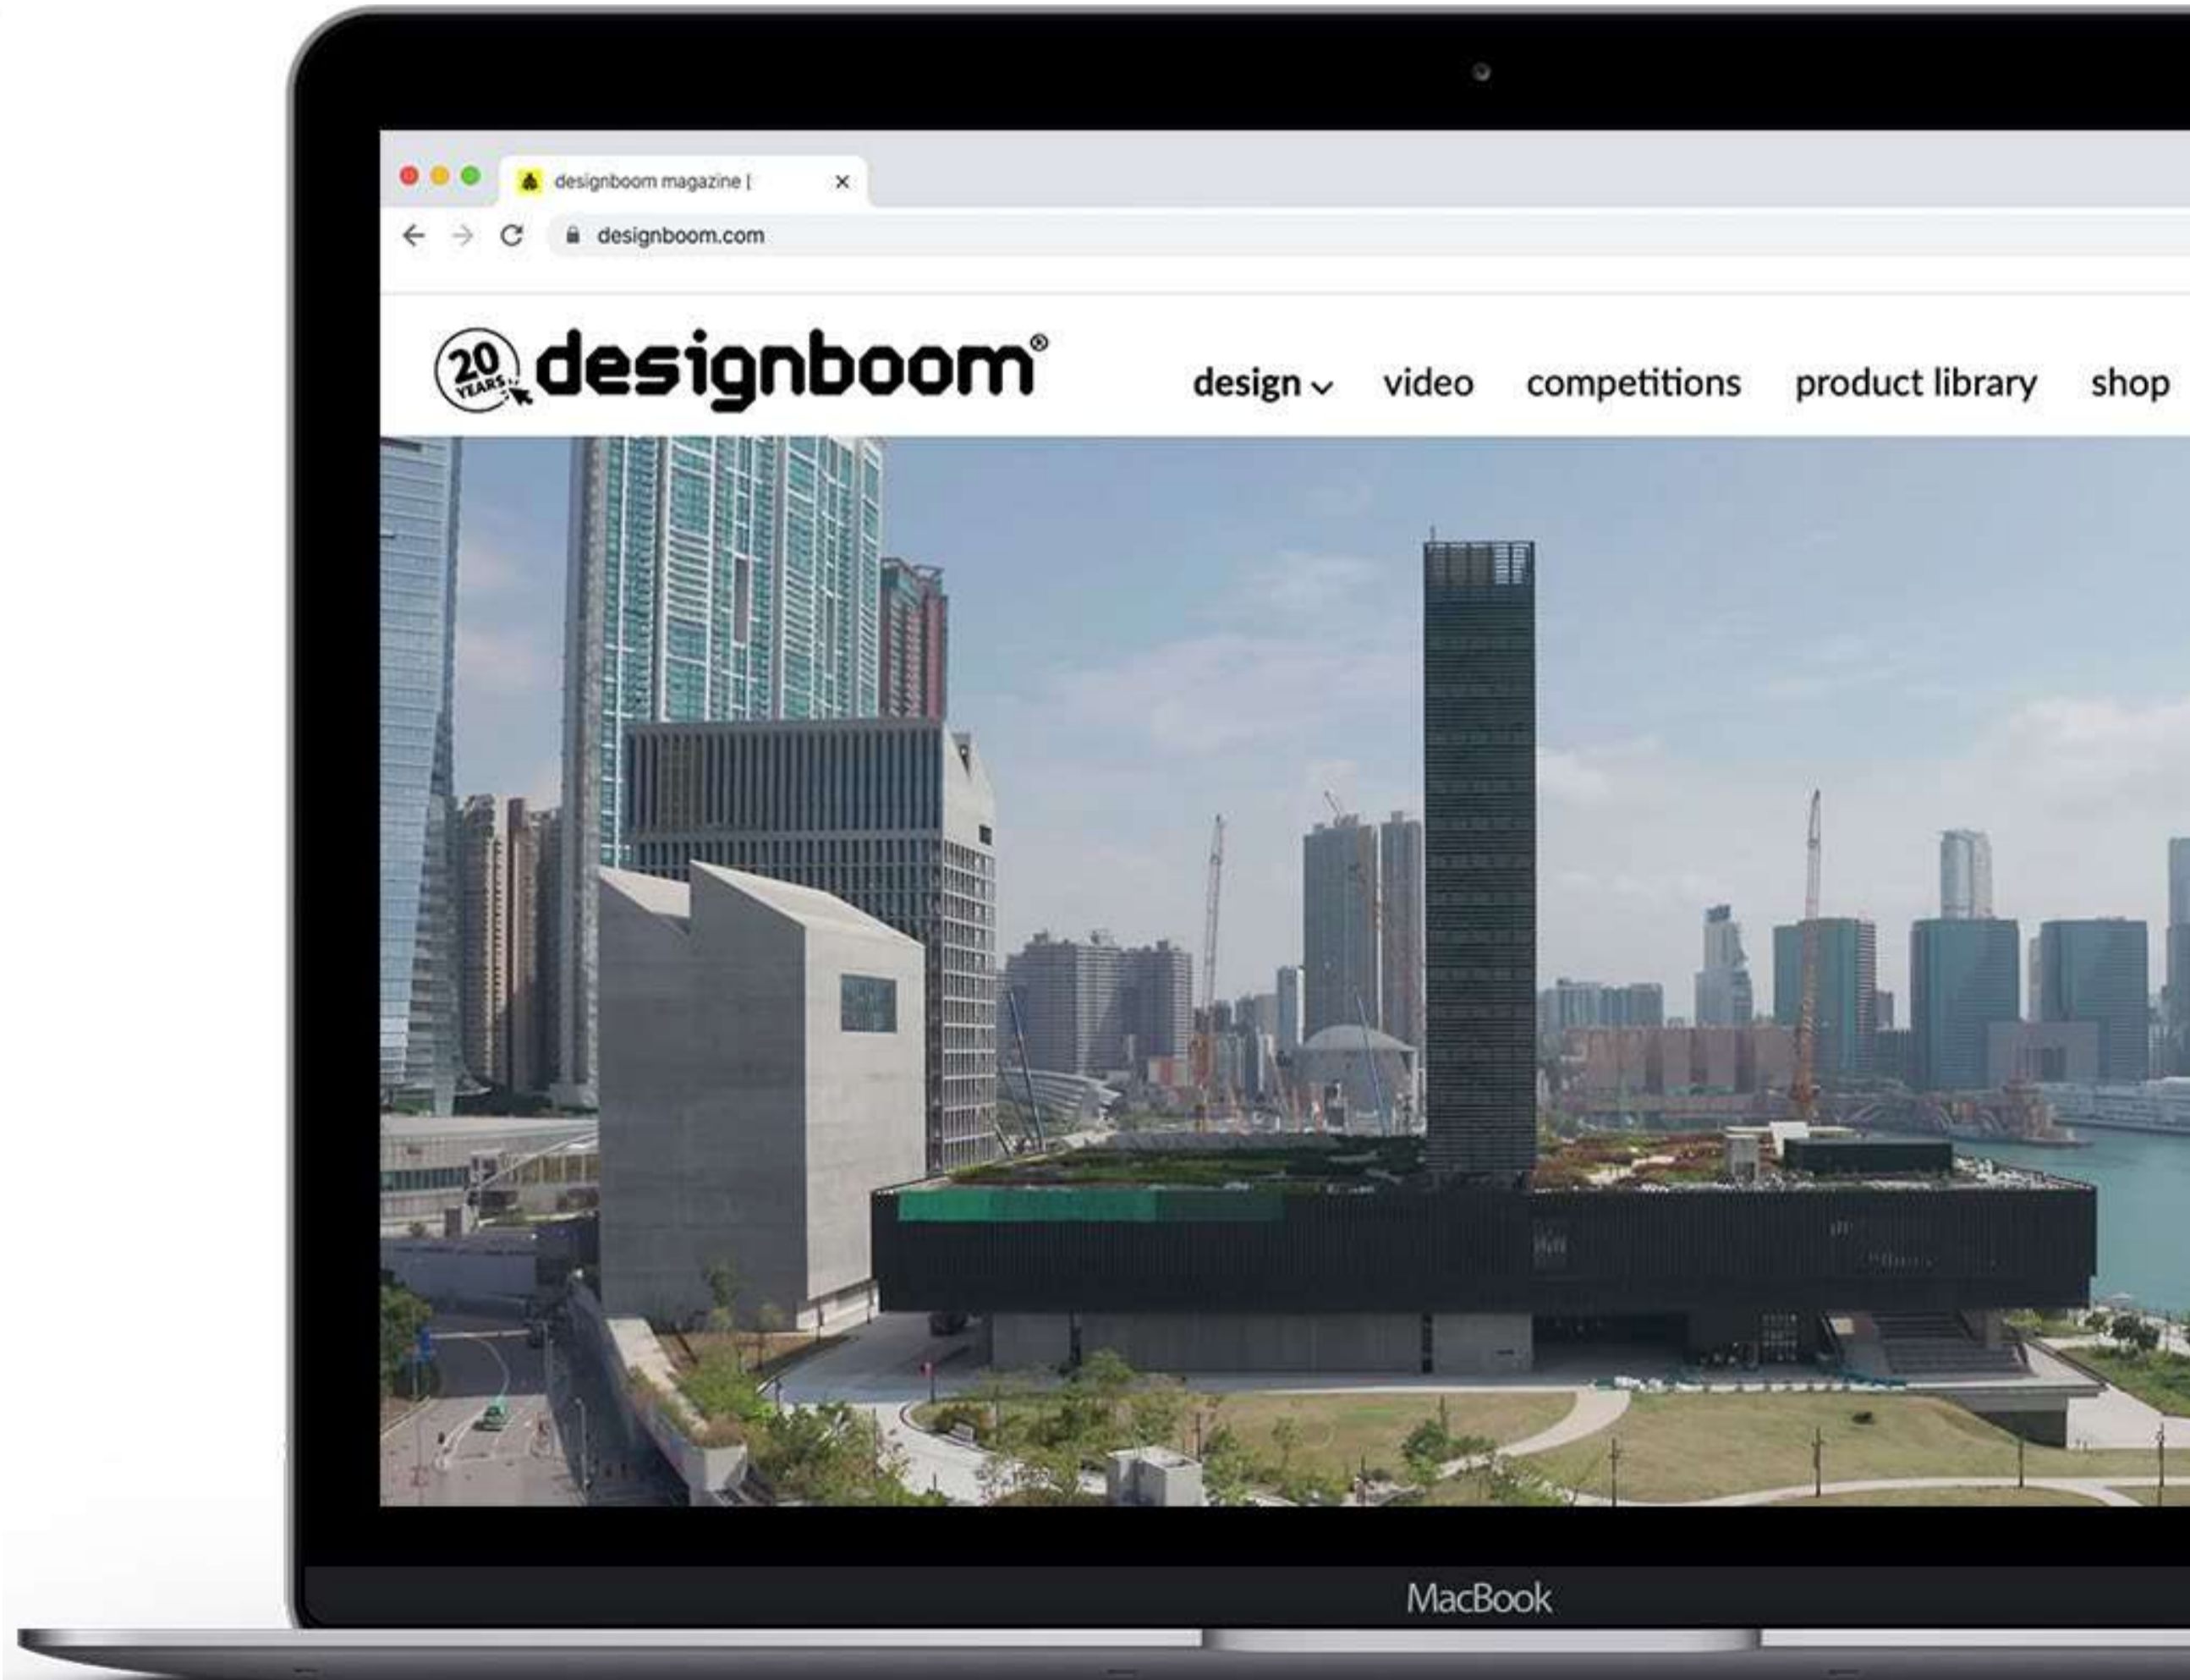 designboom magazine [
designboom.com
20 YEARS designboom®
design video competitions product library shop
MacBook